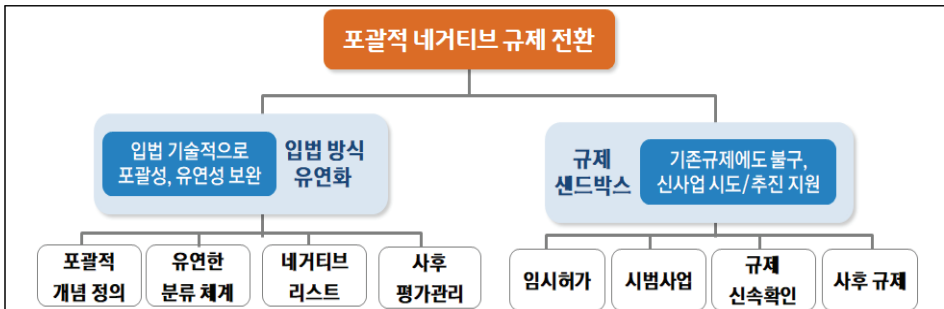 포괄적 네거티브 규제 전환
입법 기술적으로
포괄성, 유연성 보완
입법 방식
유연화
규제
샌드박스
기존규제에도 불구,
신사업 시도/추진 지원
포괄적
개념 정의
유연한
분류 체계
네거티브
리스트
사후
평가관리
임시허가
시범사업
규제
신속확인
사후 규제